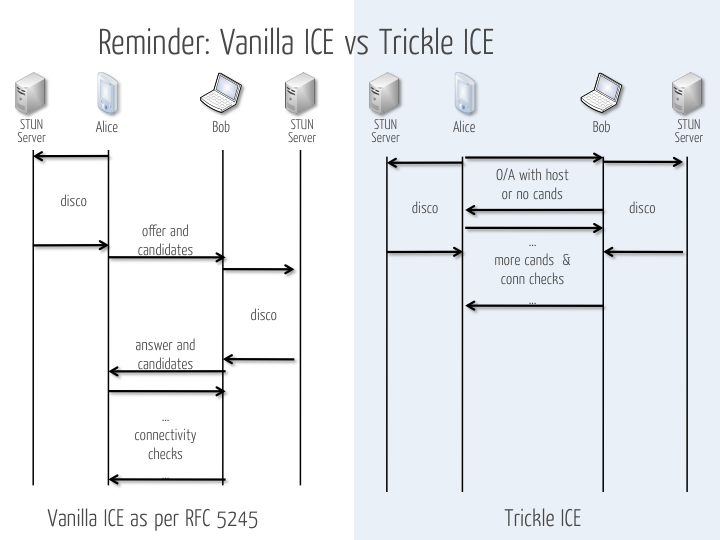 Reminder: Vanilla ICE vs Trickle ICE
STUN
Server
Alice
Bob
STUN
Server
disco
offer and
candidates
disco
answer and
candidates
...
connectivity
checks
...
Vanilla ICE as per RFC 5245
STUN
Server
Alice
Bob
STUN
Server
O/A with host
or no cands
disco
disco
...
more cands &
conn checks
...
Trickle ICE